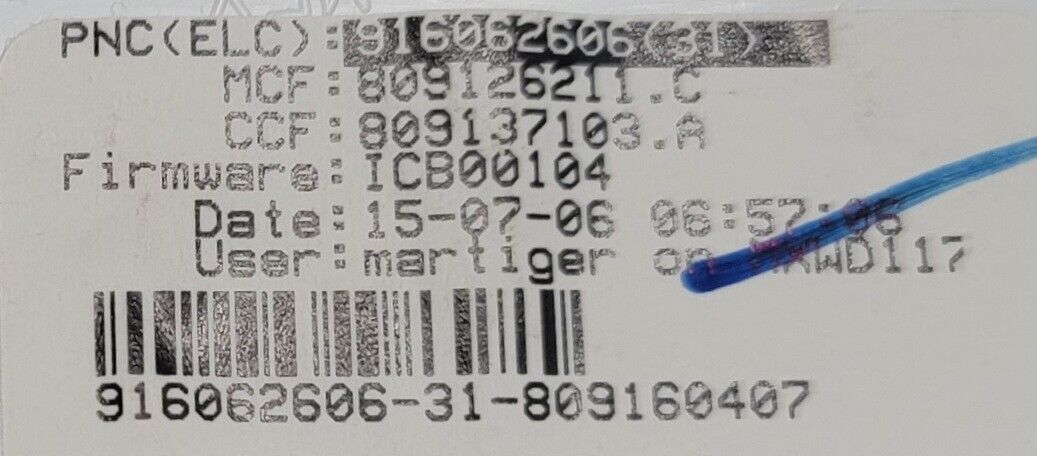 PNC(ELC):916062606(31)
MCF:809126211.C
CCF:809137103.A
Firmware:ICB00104
Date:15-07-06 06:57:06
User:martiger on
916062606-31-809160407